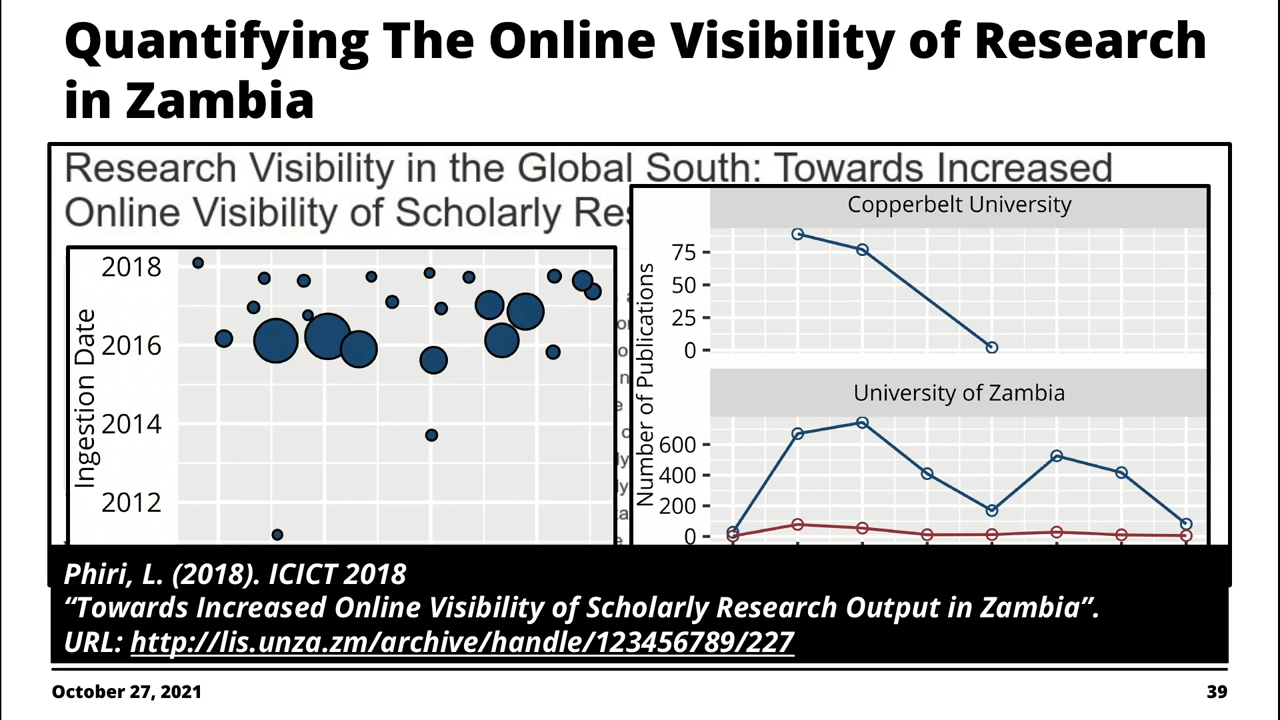 Quantifying The Online Visibility of Research
in Zambia
Research Visibility in the Global South: Towards Increased
Online Visibility of Scholarly
Ingestion Date
2018
2016
2014
2012
Number of Publications
Copperbelt University
75
50
25
0
University of Zambia
600
400
200
0
Phiri, L. (2018). ICICT 2018
“Towards Increased Online Visibility of Scholarly Research Output in Zambia”.
URL: http://lis.unza.zm/archive/handle/123456789/227
October 27, 2021
39